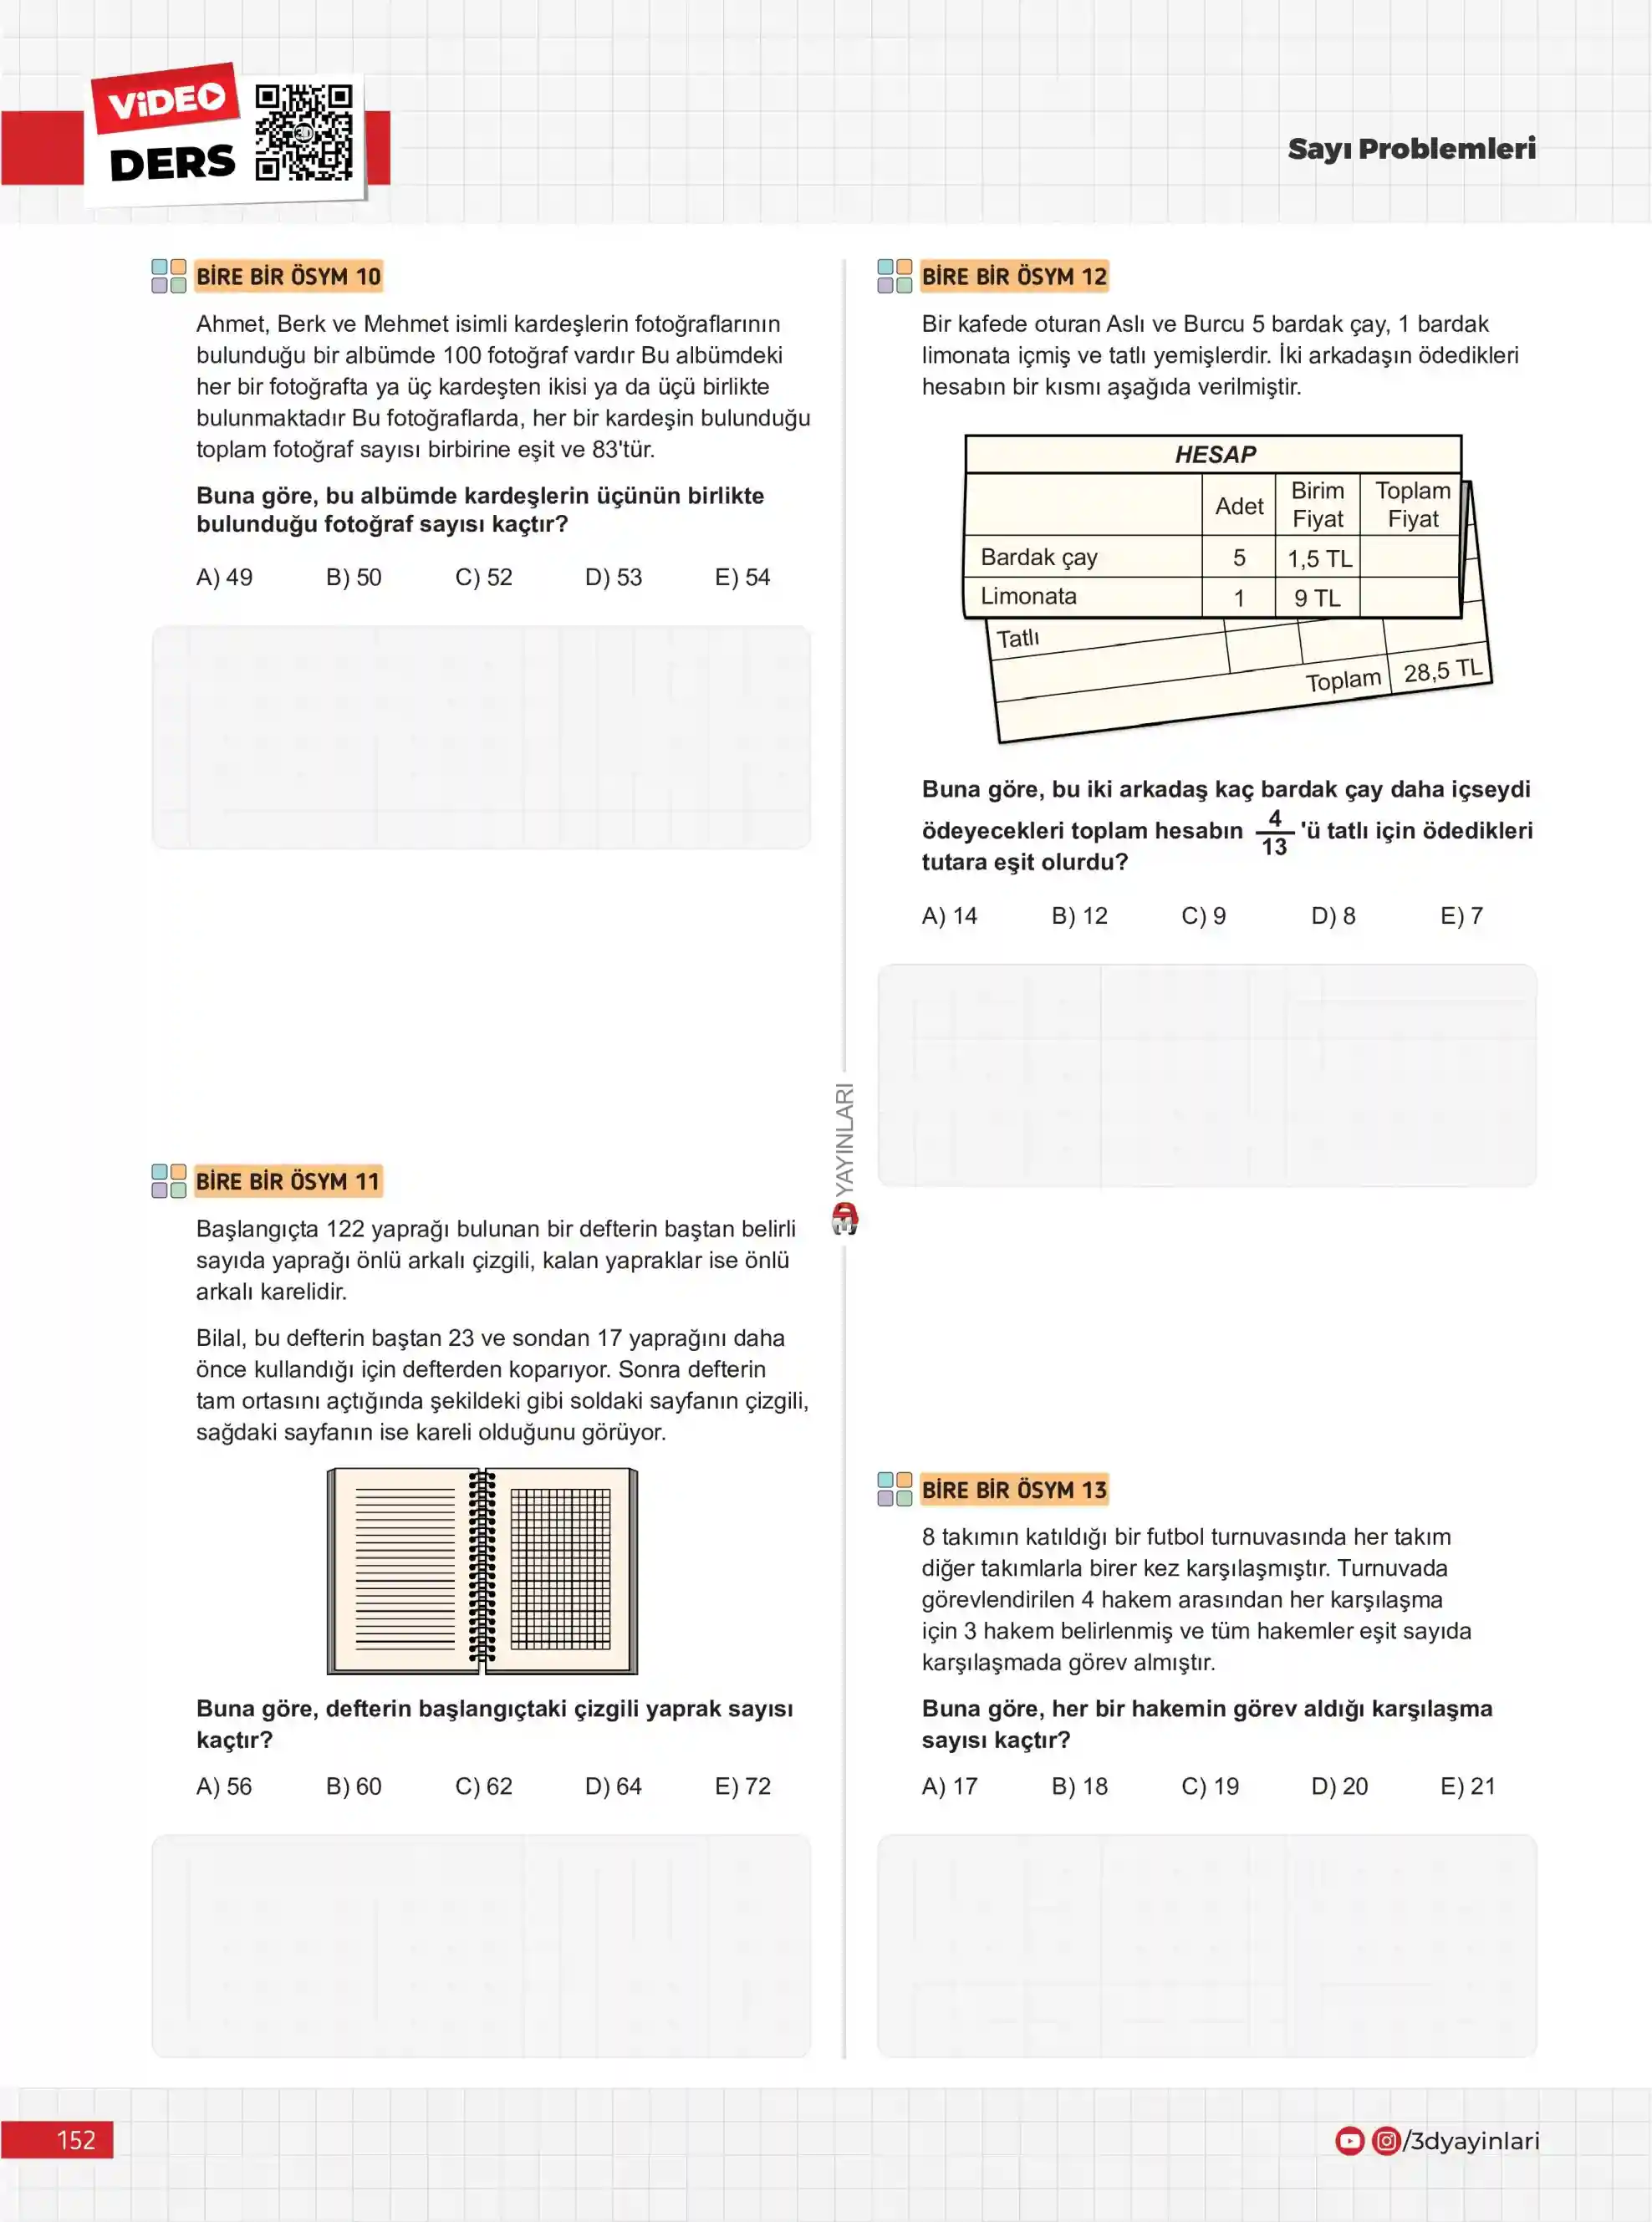 VİDEO
DERS
3D
Sayı Problemleri
BİRE BİR ÖSYM 10
Ahmet, Berk ve Mehmet isimli kardeşlerin fotoğraflarının
bulunduğu bir albümde 100 fotoğraf vardır Bu albümdeki
her bir fotoğrafta ya üç kardeşten ikisi ya da üçü birlikte
bulunmaktadır Bu fotoğraflarda, her bir kardeşin bulunduğu
toplam fotoğraf sayısı birbirine eşit ve 83'tür.
Buna göre, bu albümde kardeşlerin üçünün birlikte
bulunduğu fotoğraf sayısı kaçtır?
A) 49 B) 50 C) 52 D) 53 E) 54
BİRE BİR ÖSYM 11
Başlangıçta 122 yaprağı bulunan bir defterin baştan belirli
sayıda yaprağı önlü arkalı çizgili, kalan yapraklar ise önlü
arkalı karelidir.
Bilal, bu defterin baştan 23 ve sondan 17 yaprağını daha
önce kullandığı için defterden koparıyor. Sonra defterin
tam ortasını açtığında şekildeki gibi soldaki sayfanın çizgili,
sağdaki sayfanın ise kareli olduğunu görüyor.
Buna göre, defterin başlangıçtaki çizgili yaprak sayısı
kaçtır?
A) 56 B) 60 C) 62 D) 64 E) 72
3D YAYINLARI
BİRE BİR ÖSYM 12
Bir kafede oturan Aslı ve Burcu 5 bardak çay, 1 bardak
limonata içmiş ve tatlı yemişlerdir. İki arkadaşın ödedikleri
hesabın bir kısmı aşağıda verilmiştir.
HESAP
Adet Birim Fiyat Toplam Fiyat
Bardak çay 5 1,5 TL
Limonata 1 9 TL
Tatlı
Toplam 28,5 TL
Buna göre, bu iki arkadaş kaç bardak çay daha içseydi
ödeyecekleri toplam hesabın 4/13 'ü tatlı için ödedikleri
tutara eşit olurdu?
A) 14 B) 12 C) 9 D) 8 E) 7
BİRE BİR ÖSYM 13
8 takımın katıldığı bir futbol turnuvasında her takım
diğer takımlarla birer kez karşılaşmıştır. Turnuvada
görevlendirilen 4 hakem arasından her karşılaşma
için 3 hakem belirlenmiş ve tüm hakemler eşit sayıda
karşılaşmada görev almıştır.
Buna göre, her bir hakemin görev aldığı karşılaşma
sayısı kaçtır?
A) 17 B) 18 C) 19 D) 20 E) 21
152
/3dyayinlari